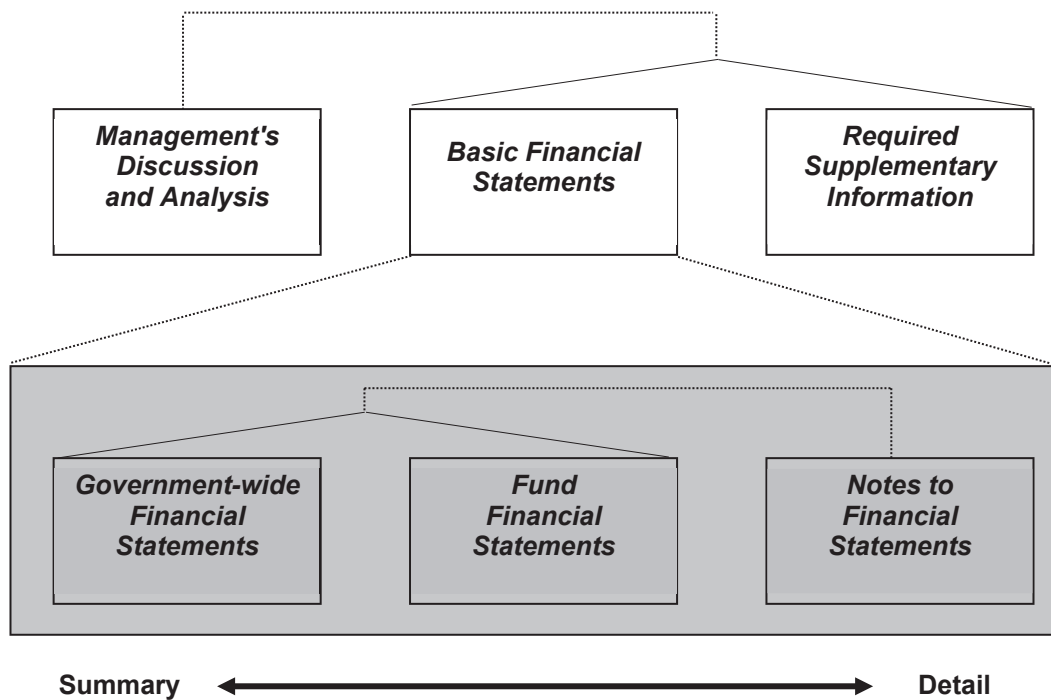 Management's
Discussion
and Analysis
Basic Financial
Statements
Required
Supplementary
Information
Government-wide
Financial
Statements
Fund
Financial
Statements
Notes to
Financial
Statements
Summary
Detail